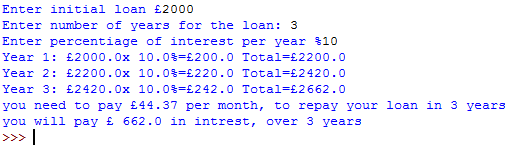 Enter initial loan £2000
Enter number of years for the loan: 3
Enter percentiage of interest per year %10
Year 1: £2000.0x 10.0%=£200.0 Total=£2200.0
Year 2: £2200.0x 10.0%=£220.0 Total=£2420.0
Year 3: £2420.0x 10.0%=£242.0 Total=£2662.0
you need to pay £44.37 per month, to repay your loan in 3 years
you will pay £ 662.0 in intrest, over 3 years
>>>